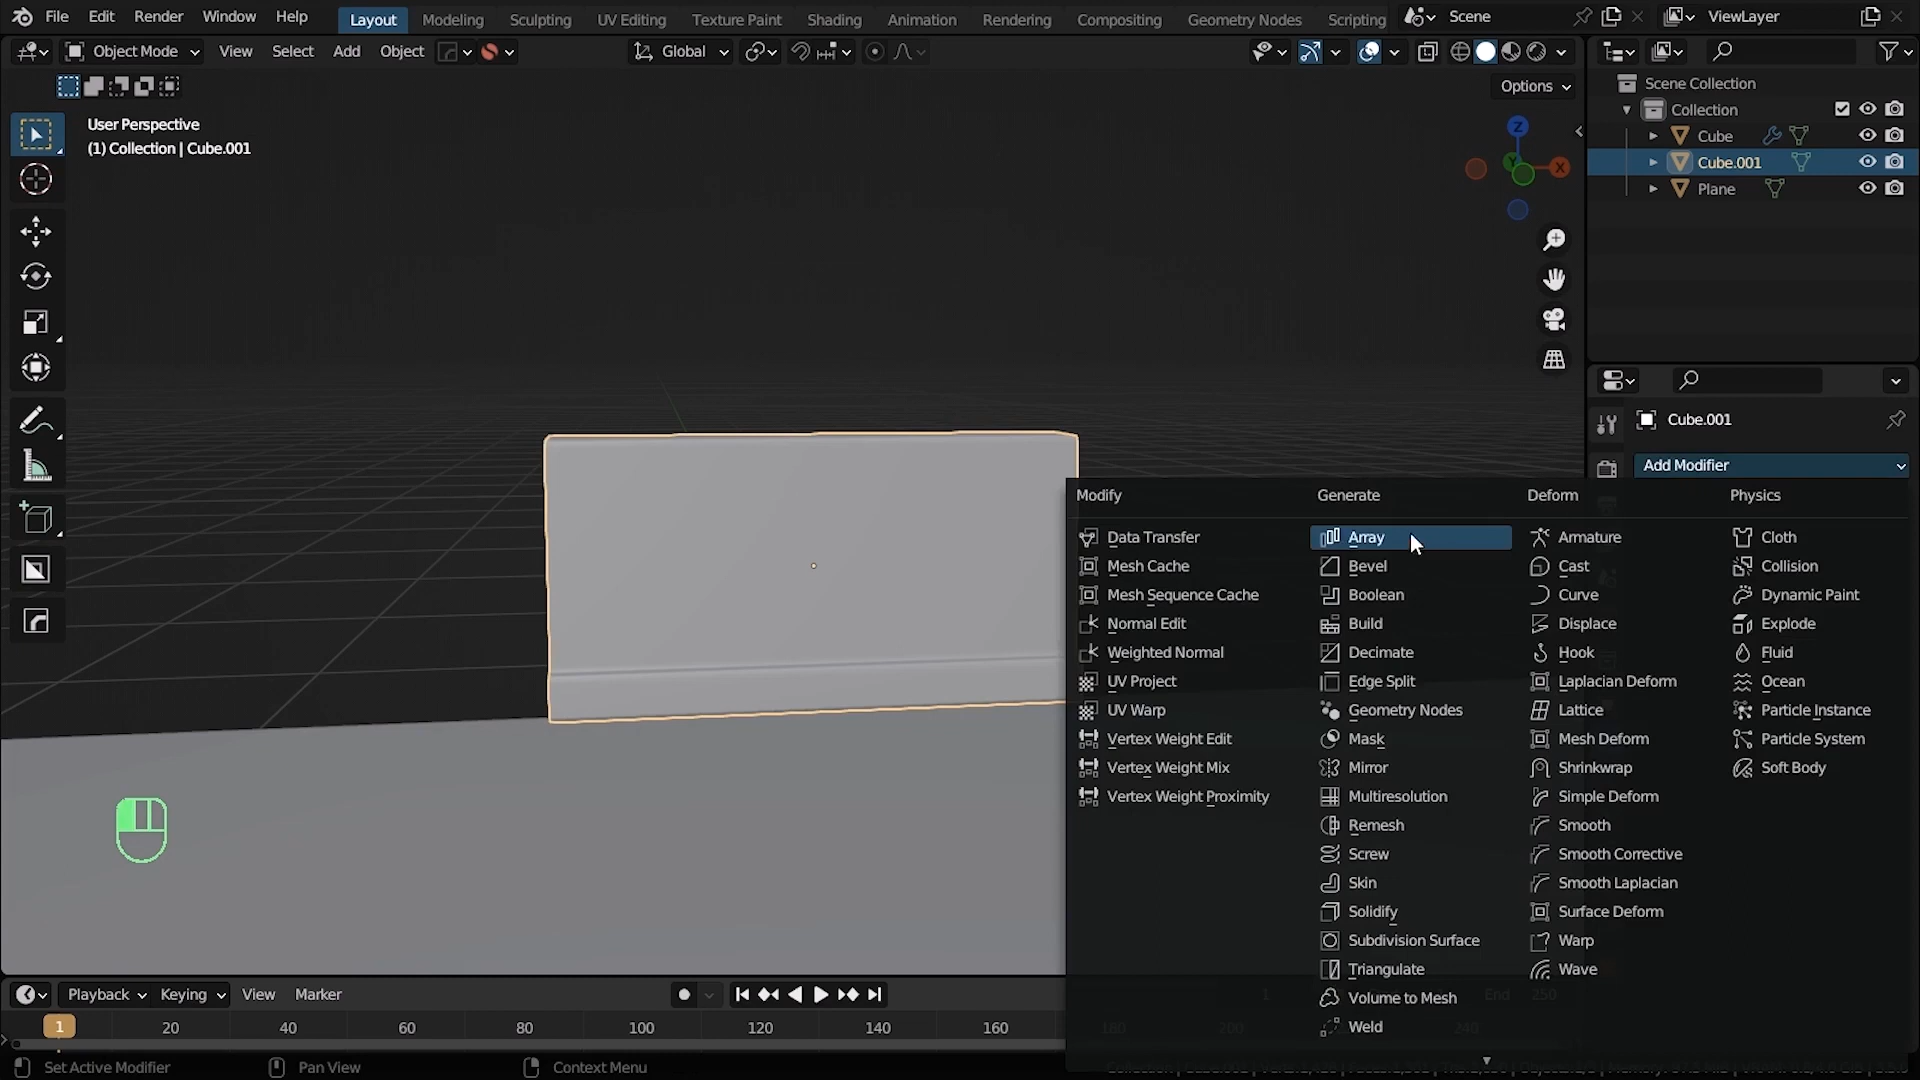 File Edit Render Window Help Layout Modeling Sculpting UV Editing Texture Paint Shading Animation Rendering Compositing Geometry Nodes Scripting Scene ViewLayer
Object Mode View Select Add Object Global
Options
User Perspective
(1) Collection | Cube.001
Z
X
Y
Scene Collection
Collection
Cube
Cube.001
Plane
Cube.001
Add Modifier
Modify Generate Deform Physics
Data Transfer Array Armature Cloth
Mesh Cache Bevel Cast Collision
Mesh Sequence Cache Boolean Curve Dynamic Paint
Normal Edit Build Displace Explode
Weighted Normal Decimate Hook Fluid
UV Project Edge Split Laplacian Deform Ocean
UV Warp Geometry Nodes Lattice Particle Instance
Vertex Weight Edit Mask Mesh Deform Particle System
Vertex Weight Mix Mirror Shrinkwrap Soft Body
Vertex Weight Proximity Multiresolution Simple Deform
Remesh Smooth
Screw Smooth Corrective
Skin Smooth Laplacian
Solidify Surface Deform
Subdivision Surface Warp
Triangulate Wave
Volume to Mesh
Weld
Playback Keying View Marker 1 End 250
1 20 40 60 80 100 120 140 160 180 200 240
Set Active Modifier Pan View Context Menu